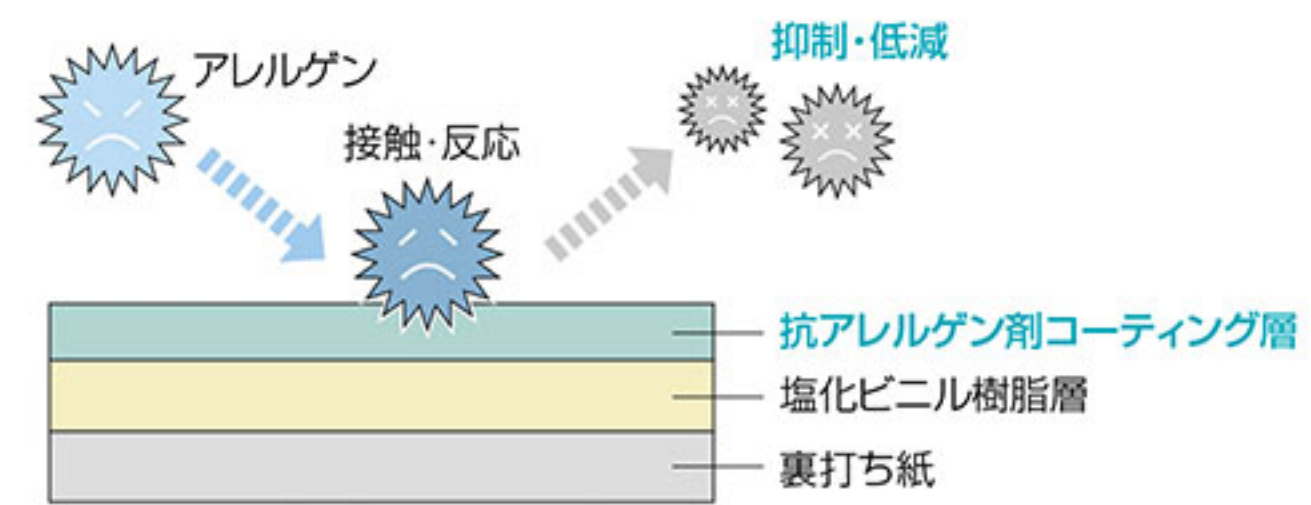 アレルゲン
接触・反応
抑制・低減
抗アレルゲン剤コーティング層
塩化ビニル樹脂層
裏打ち紙